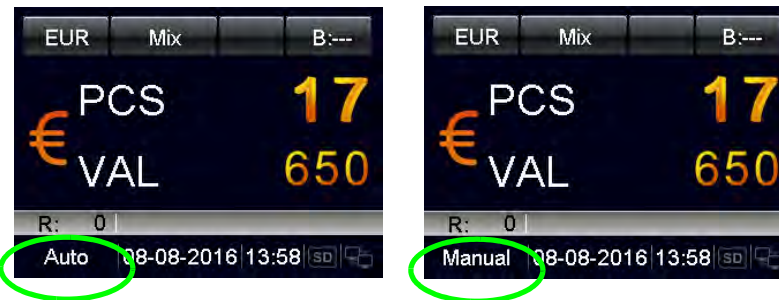 EUR Mix B:---
PCS 17
€
VAL 650
R: 0
Auto 08-08-2016 13:58 SD
EUR Mix B:---
PCS 17
€
VAL 650
R: 0
Manual 08-08-2016 13:58 SD